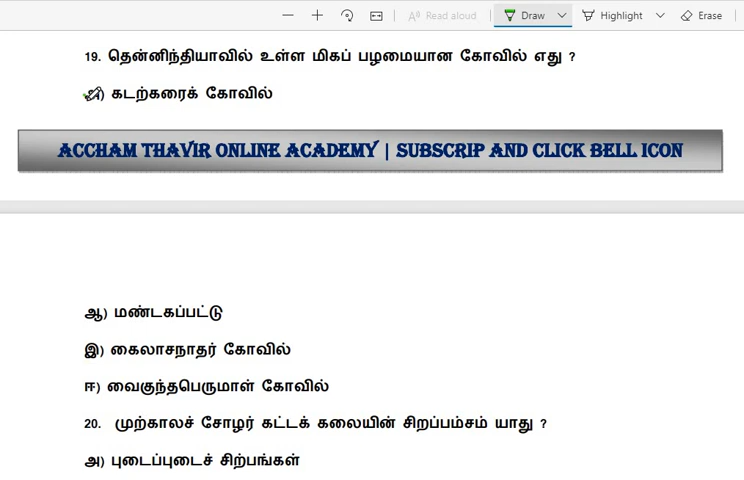 Read aloud Draw Highlight Erase
19. தென்னிந்தியாவில் உள்ள மிகப் பழமையான கோவில் எது ?
அ) கடற்கரைக் கோவில்
ACCHAM THAVIR ONLINE ACADEMY | SUBSCRIP AND CLICK BELL ICON
ஆ) மண்டகப்பட்டு
இ) கைலாசநாதர் கோவில்
ஈ) வைகுந்தபெருமாள் கோவில்
20. முற்காலச் சோழர் கட்டக் கலையின் சிறப்பம்சம் யாது ?
அ) புடைப்புடைச் சிற்பங்கள்